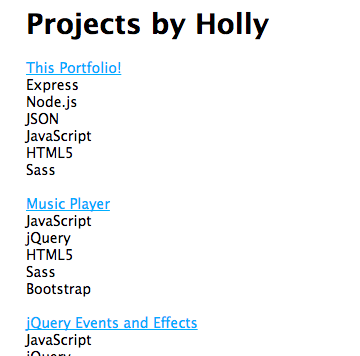 Projects by Holly
This Portfolio!
Express
Node.js
JSON
JavaScript
HTML5
Sass
Music Player
JavaScript
jQuery
HTML5
Sass
Bootstrap
jQuery Events and Effects
JavaScript
jQuery